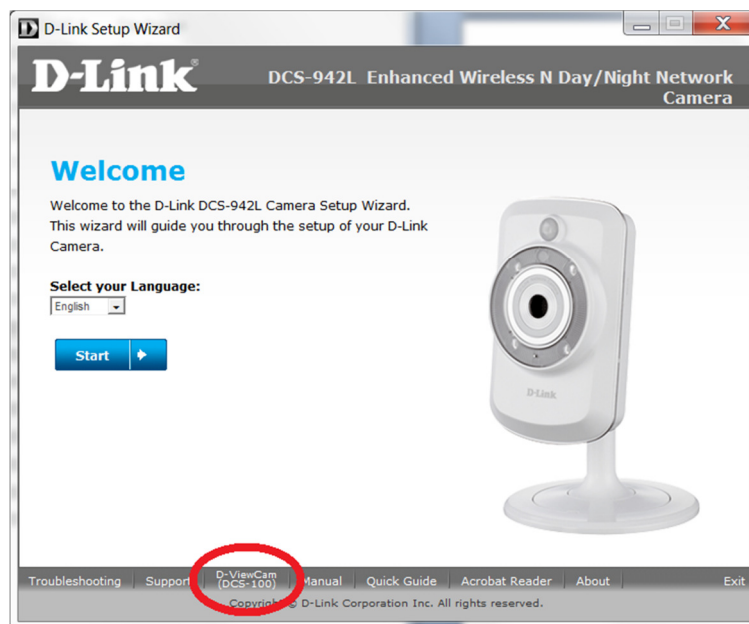 D-Link Setup Wizard
D-Link®
DCS-942L Enhanced Wireless N Day/Night Network
Camera
Welcome
Welcome to the D-Link DCS-942L Camera Setup Wizard.
This wizard will guide you through the setup of your D-Link
Camera.
Select your Language:
English
Start
D-Link
Troubleshooting
Support
D-ViewCam
(DCS-100)
Manual
Quick Guide
Acrobat Reader
About
Exit
Copyright © D-Link Corporation Inc. All rights reserved.